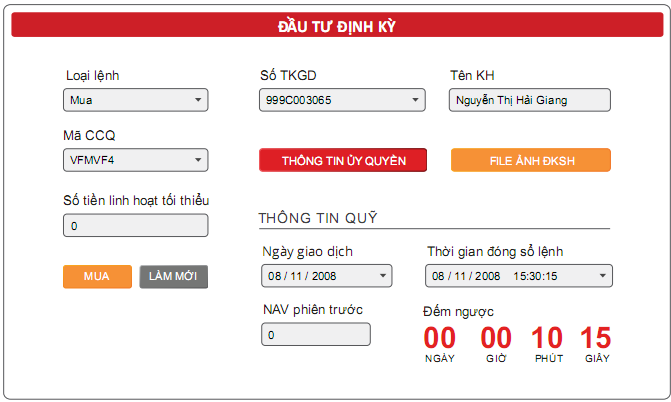 ĐẦU TƯ ĐỊNH KỲ
Loại lệnh
Số TKGD
Tên KH
Mua
999C003065
Nguyễn Thị Hải Giang
Mã CCQ
VFMVF4
THÔNG TIN ỦY QUYỀN
FILE ẢNH ĐKSH
Số tiền linh hoạt tối thiểu
0
THÔNG TIN QUỸ
Ngày giao dịch
Thời gian đóng sổ lệnh
MUA
LÀM MỚI
08 / 11 / 2008
08 / 11 / 2008 15:30:15
NAV phiên trước
Đếm ngược
0
00 00 10 15
NGÀY GIỜ PHÚT GIÂY